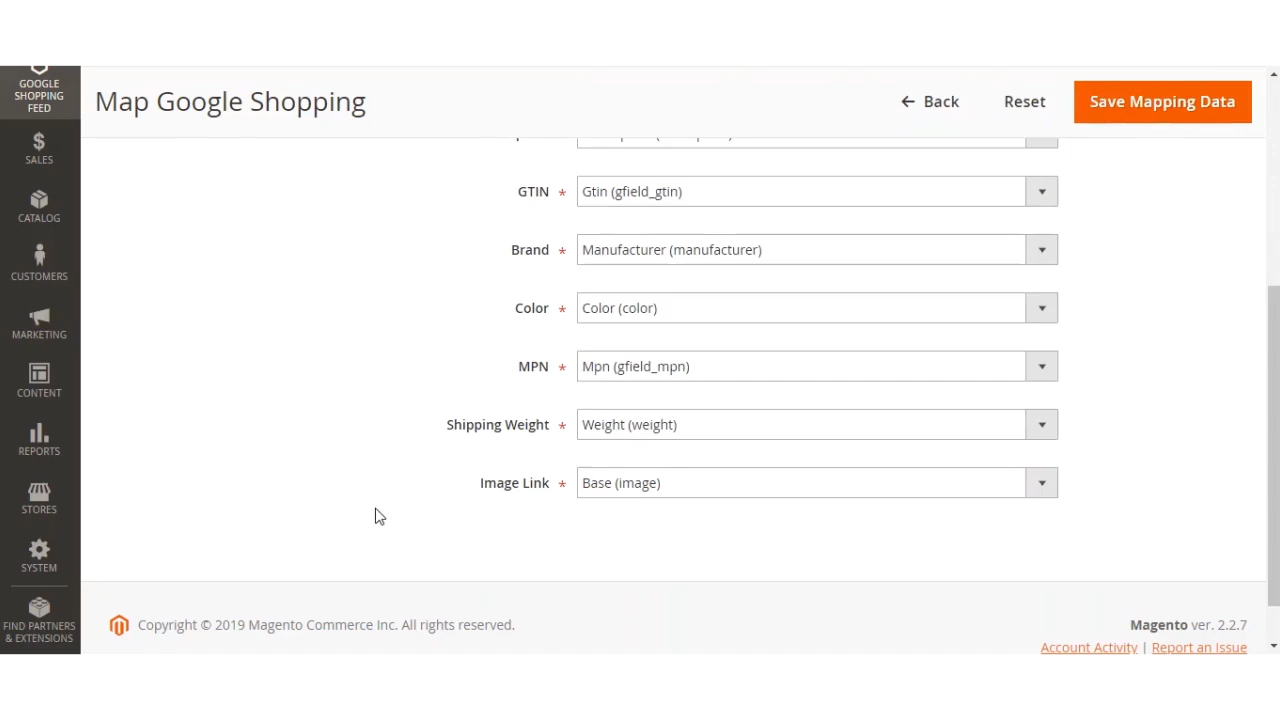 GOOGLE
SHOPPING
FEED
Map Google Shopping
Back
Reset
Save Mapping Data
$
SALES
CATALOG
CUSTOMERS
MARKETING
CONTENT
REPORTS
STORES
SYSTEM
FIND PARTNERS
& EXTENSIONS
GTIN * Gtin (gfield_gtin)
Brand * Manufacturer (manufacturer)
Color * Color (color)
MPN * Mpn (gfield_mpn)
Shipping Weight * Weight (weight)
Image Link * Base (image)
Copyright © 2019 Magento Commerce Inc. All rights reserved.
Magento ver. 2.2.7
Account Activity | Report an Issue